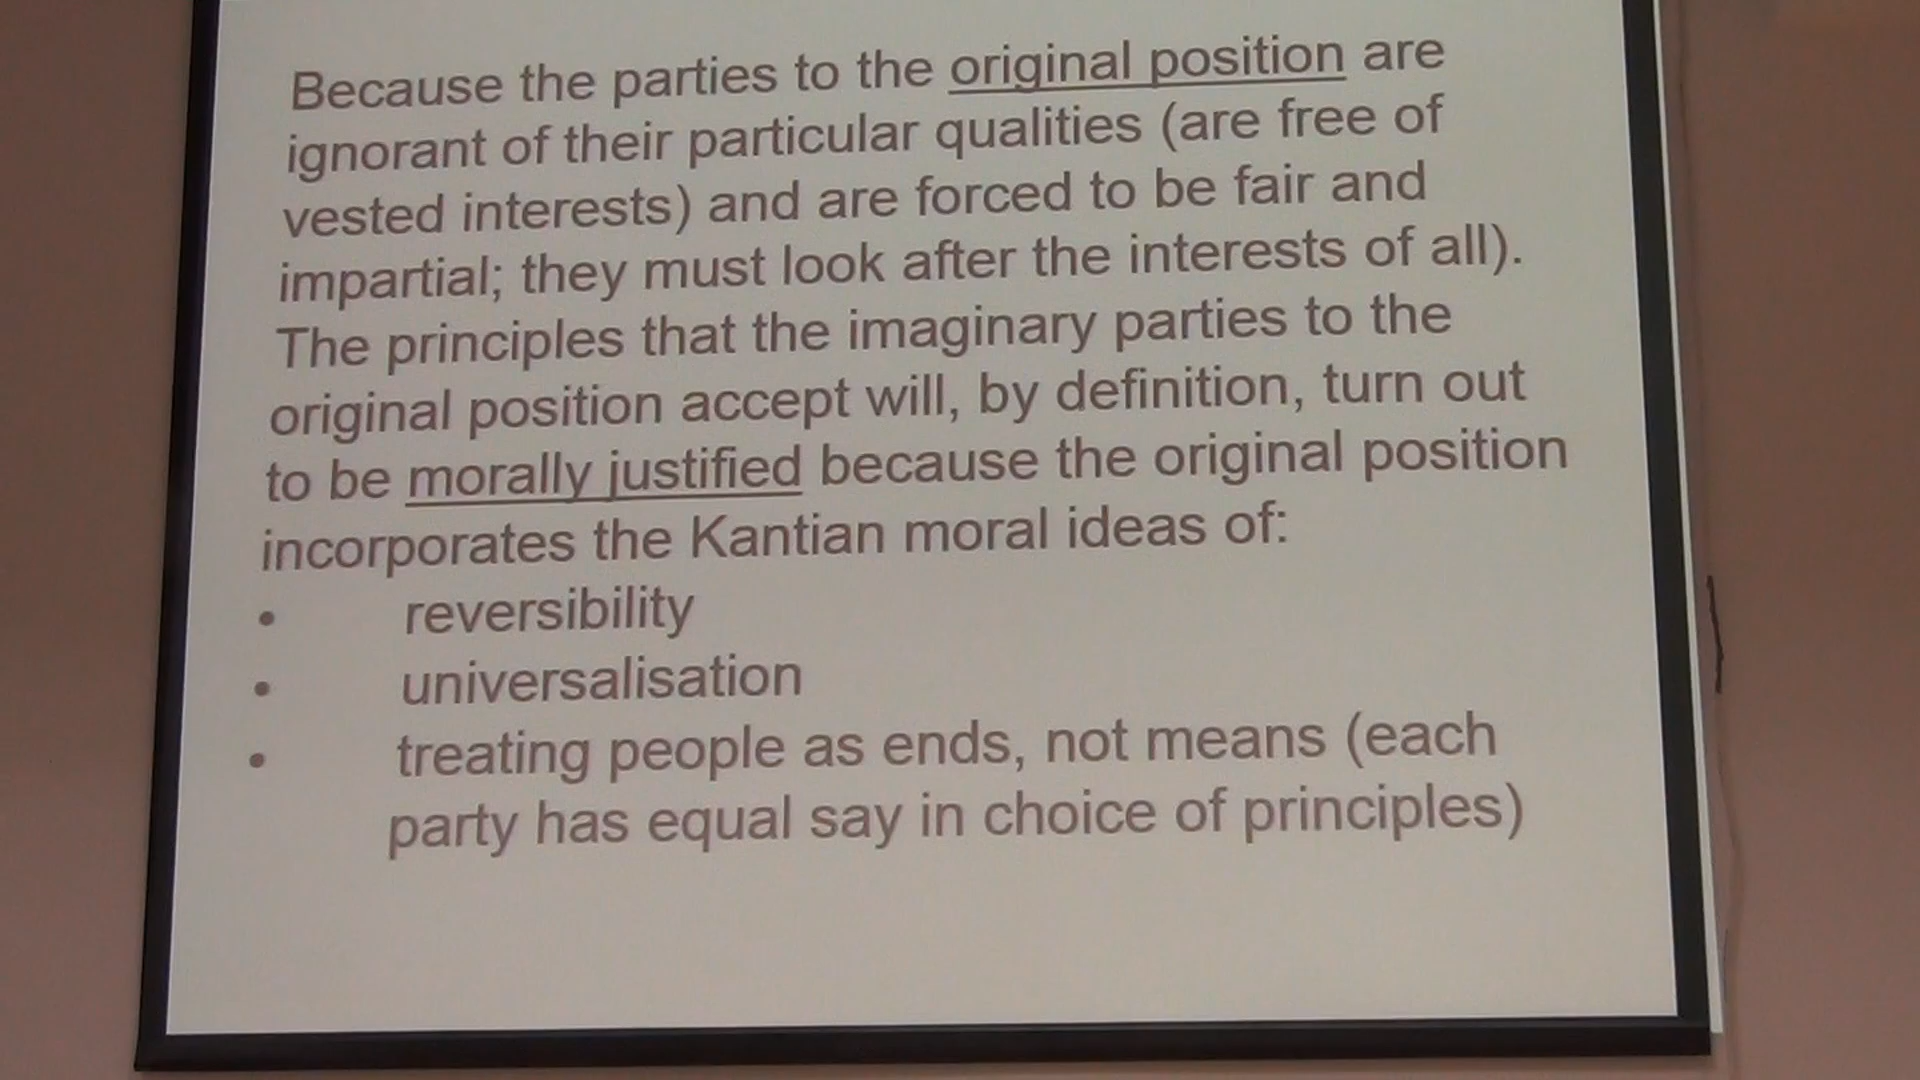 Because the parties to the original position are
ignorant of their particular qualities (are free of
vested interests) and are forced to be fair and
impartial; they must look after the interests of all).
The principles that the imaginary parties to the
original position accept will, by definition, turn out
to be morally justified because the original position
incorporates the Kantian moral ideas of:
• reversibility
• universalisation
• treating people as ends, not means (each
party has equal say in choice of principles)